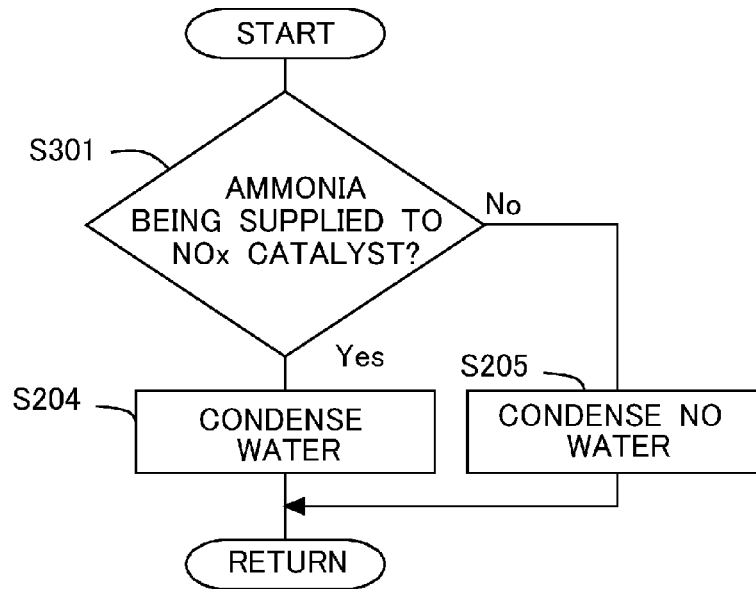 START
S301
AMMONIA
BEING SUPPLIED TO
NOx CATALYST?
No
Yes
S204
CONDENSE
WATER
S205
CONDENSE NO
WATER
RETURN